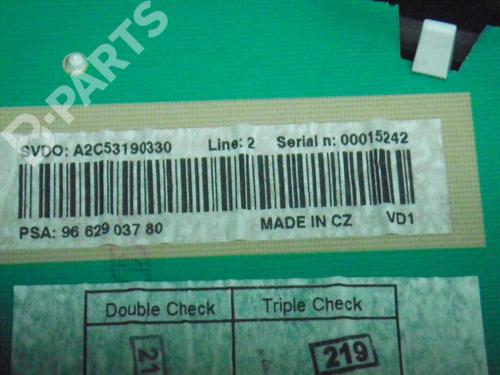 B-PARTS
SVDO: A2C53190330 Line: 2 Serial n: 00015242
PSA: 96 629 037 80 MADE IN CZ VD1
Double Check Triple Check
21 219